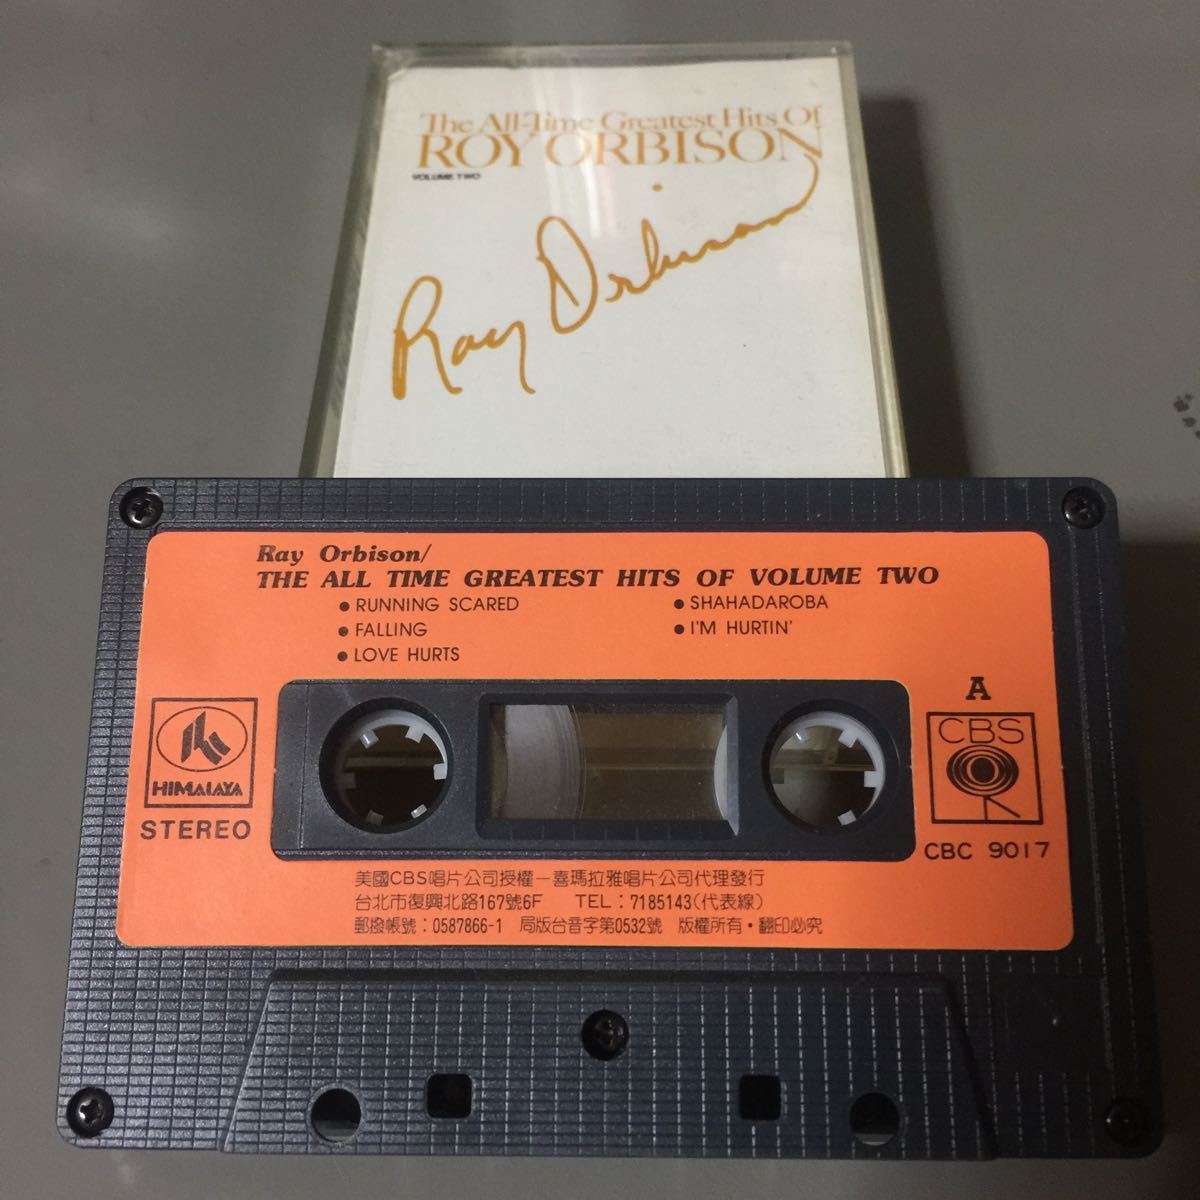 The All-Time Greatest Hits Of
ROY ORBISON
VOLUME TWO
Roy Orbison
Ray Orbison/
THE ALL TIME GREATEST HITS OF VOLUME TWO
• RUNNING SCARED
• FALLING
• LOVE HURTS
• SHAHADAROBA
• I'M HURTIN'
A
CBS
HIMALAYA
STEREO
CBC 9017
美國CBS唱片公司授權一喜瑪拉雅唱片公司代理發行
台北市復興北路167號6F TEL:7185143(代表線)
郵撥帳號:0587866-1 局版台音字第0532號 版權所有·翻印必究